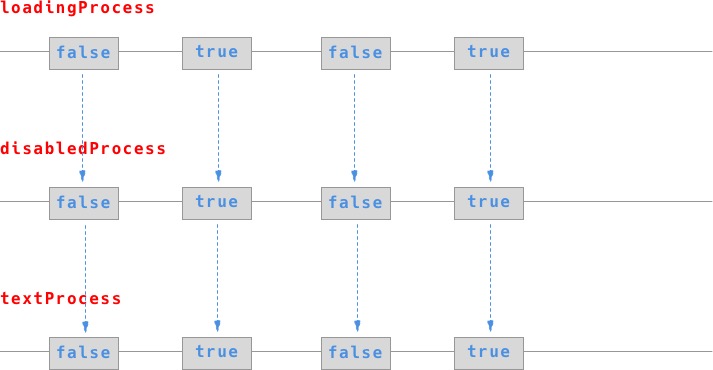 loadingProcess
false true false true
disabledProcess
false true false true
textProcess
false true false true